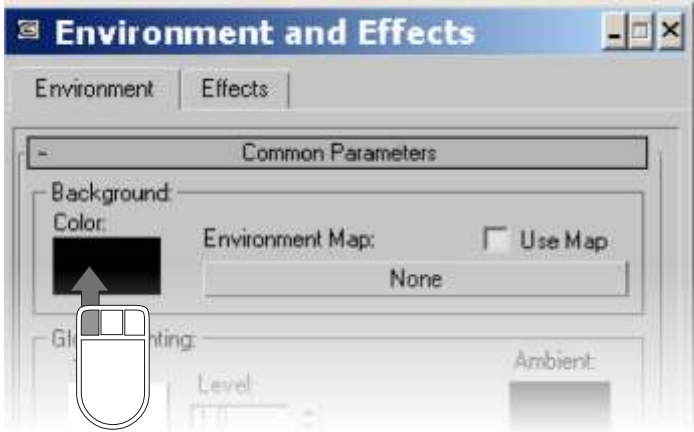 Environment and Effects
Environment Effects
- Common Parameters
Background:
Color:
Environment Map: Use Map
None
Ambient:
Level: